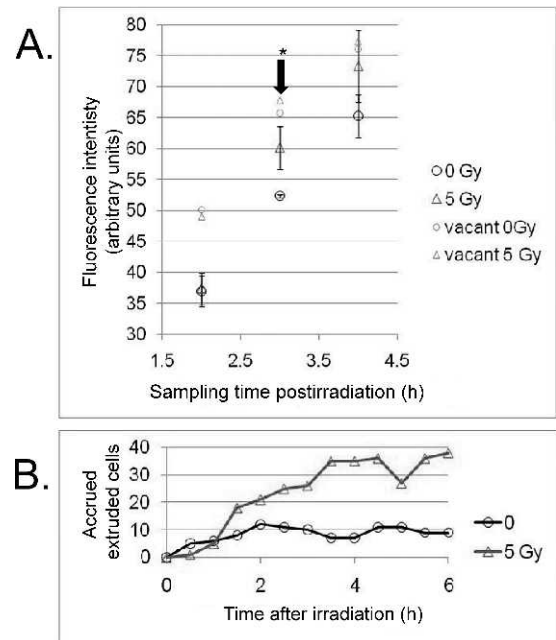 A.
80
75
70
65
60
55
50
45
40
35
30
*
1.5
2.5
3.5
4.5
Fluorescence intentisty
(arbitrary units)
Sampling time postirradiation (h)
0 Gy
5 Gy
vacant 0Gy
vacant 5 Gy
B.
40
30
20
10
0
0
2
4
6
Accrued
extruded cells
Time after irradiation (h)
0
5 Gy